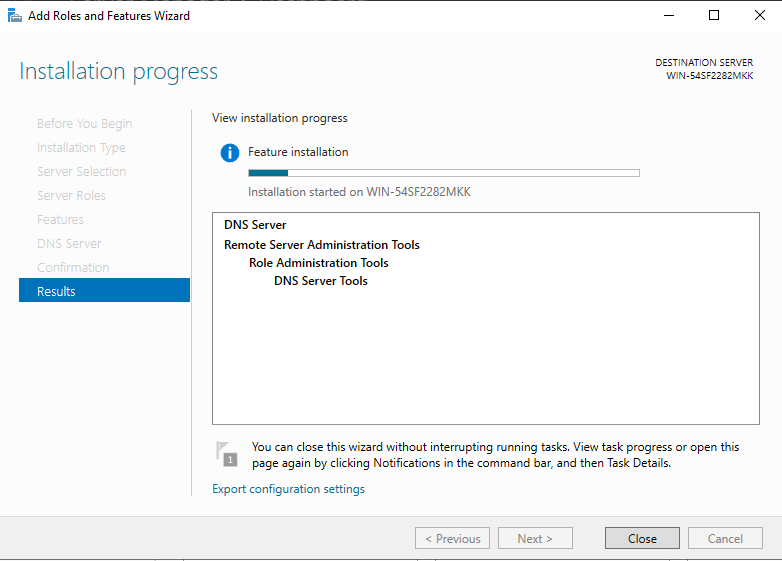 Add Roles and Features Wizard
Installation progress
DESTINATION SERVER
WIN-54SF2282MKK
Before You Begin
Installation Type
Server Selection
Server Roles
Features
DNS Server
Confirmation
Results
View installation progress
Feature installation
Installation started on WIN-54SF2282MKK
DNS Server
Remote Server Administration Tools
Role Administration Tools
DNS Server Tools
1
You can close this wizard without interrupting running tasks. View task progress or open this
page again by clicking Notifications in the command bar, and then Task Details.
Export configuration settings
< Previous
Next >
Close
Cancel